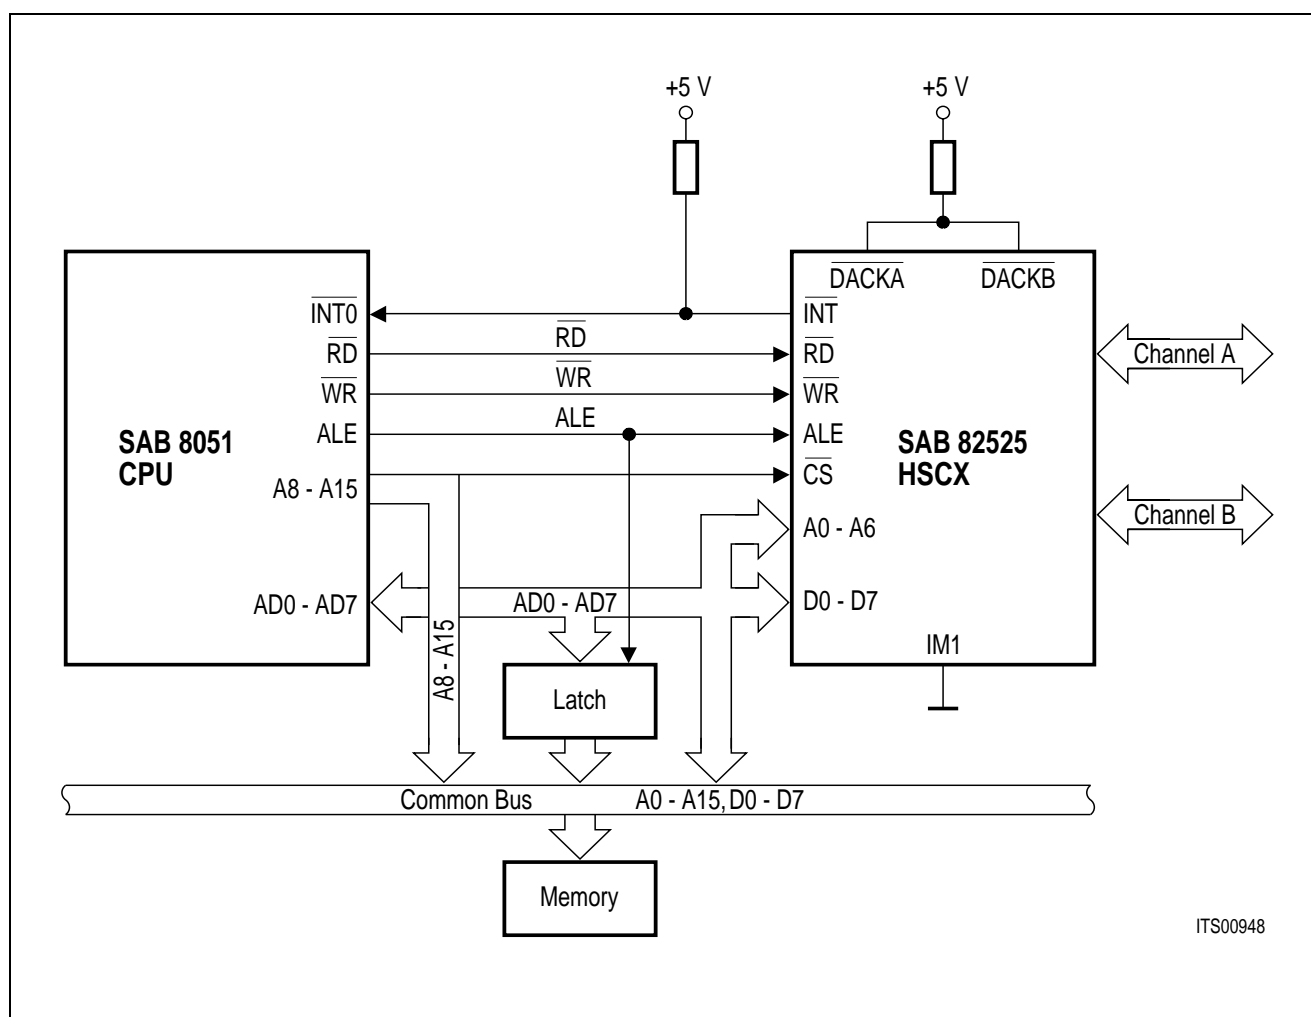 +5 V
+5 V
DACKA
DACKB
INT0
INT
RD
RD
RD
WR
WR
WR
ALE
ALE
ALE
SAB 8051
CPU
SAB 82525
HSCX
CS
A8 - A15
A0 - A6
AD0 - AD7
AD0 - AD7
D0 - D7
A8 - A15
Channel A
Channel B
IM1
Latch
Common Bus
A0 - A15, D0 - D7
Memory
ITS00948